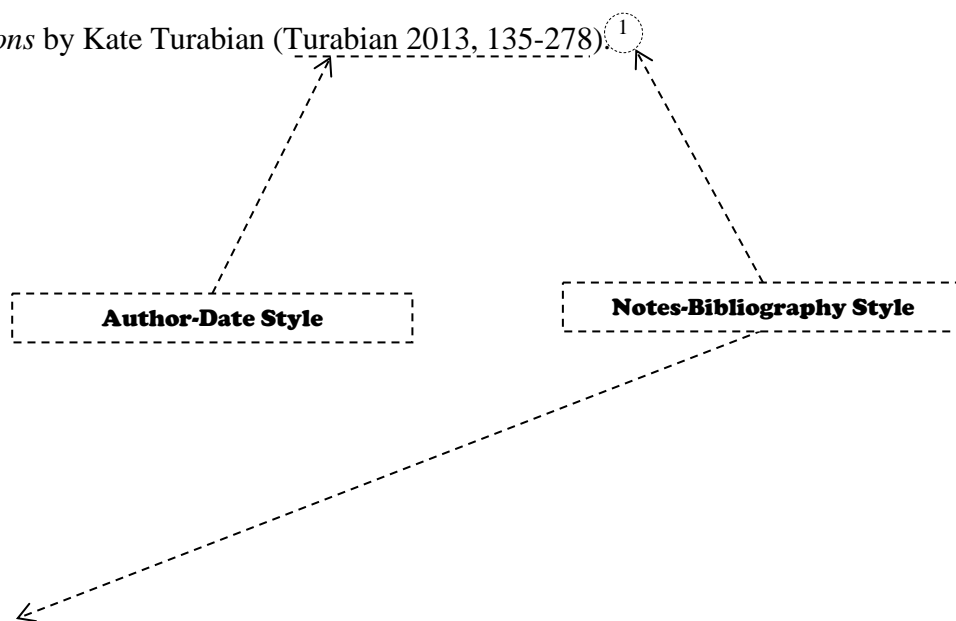 ons by Kate Turabian (Turabian 2013, 135-278).1
Author-Date Style
Notes-Bibliography Style